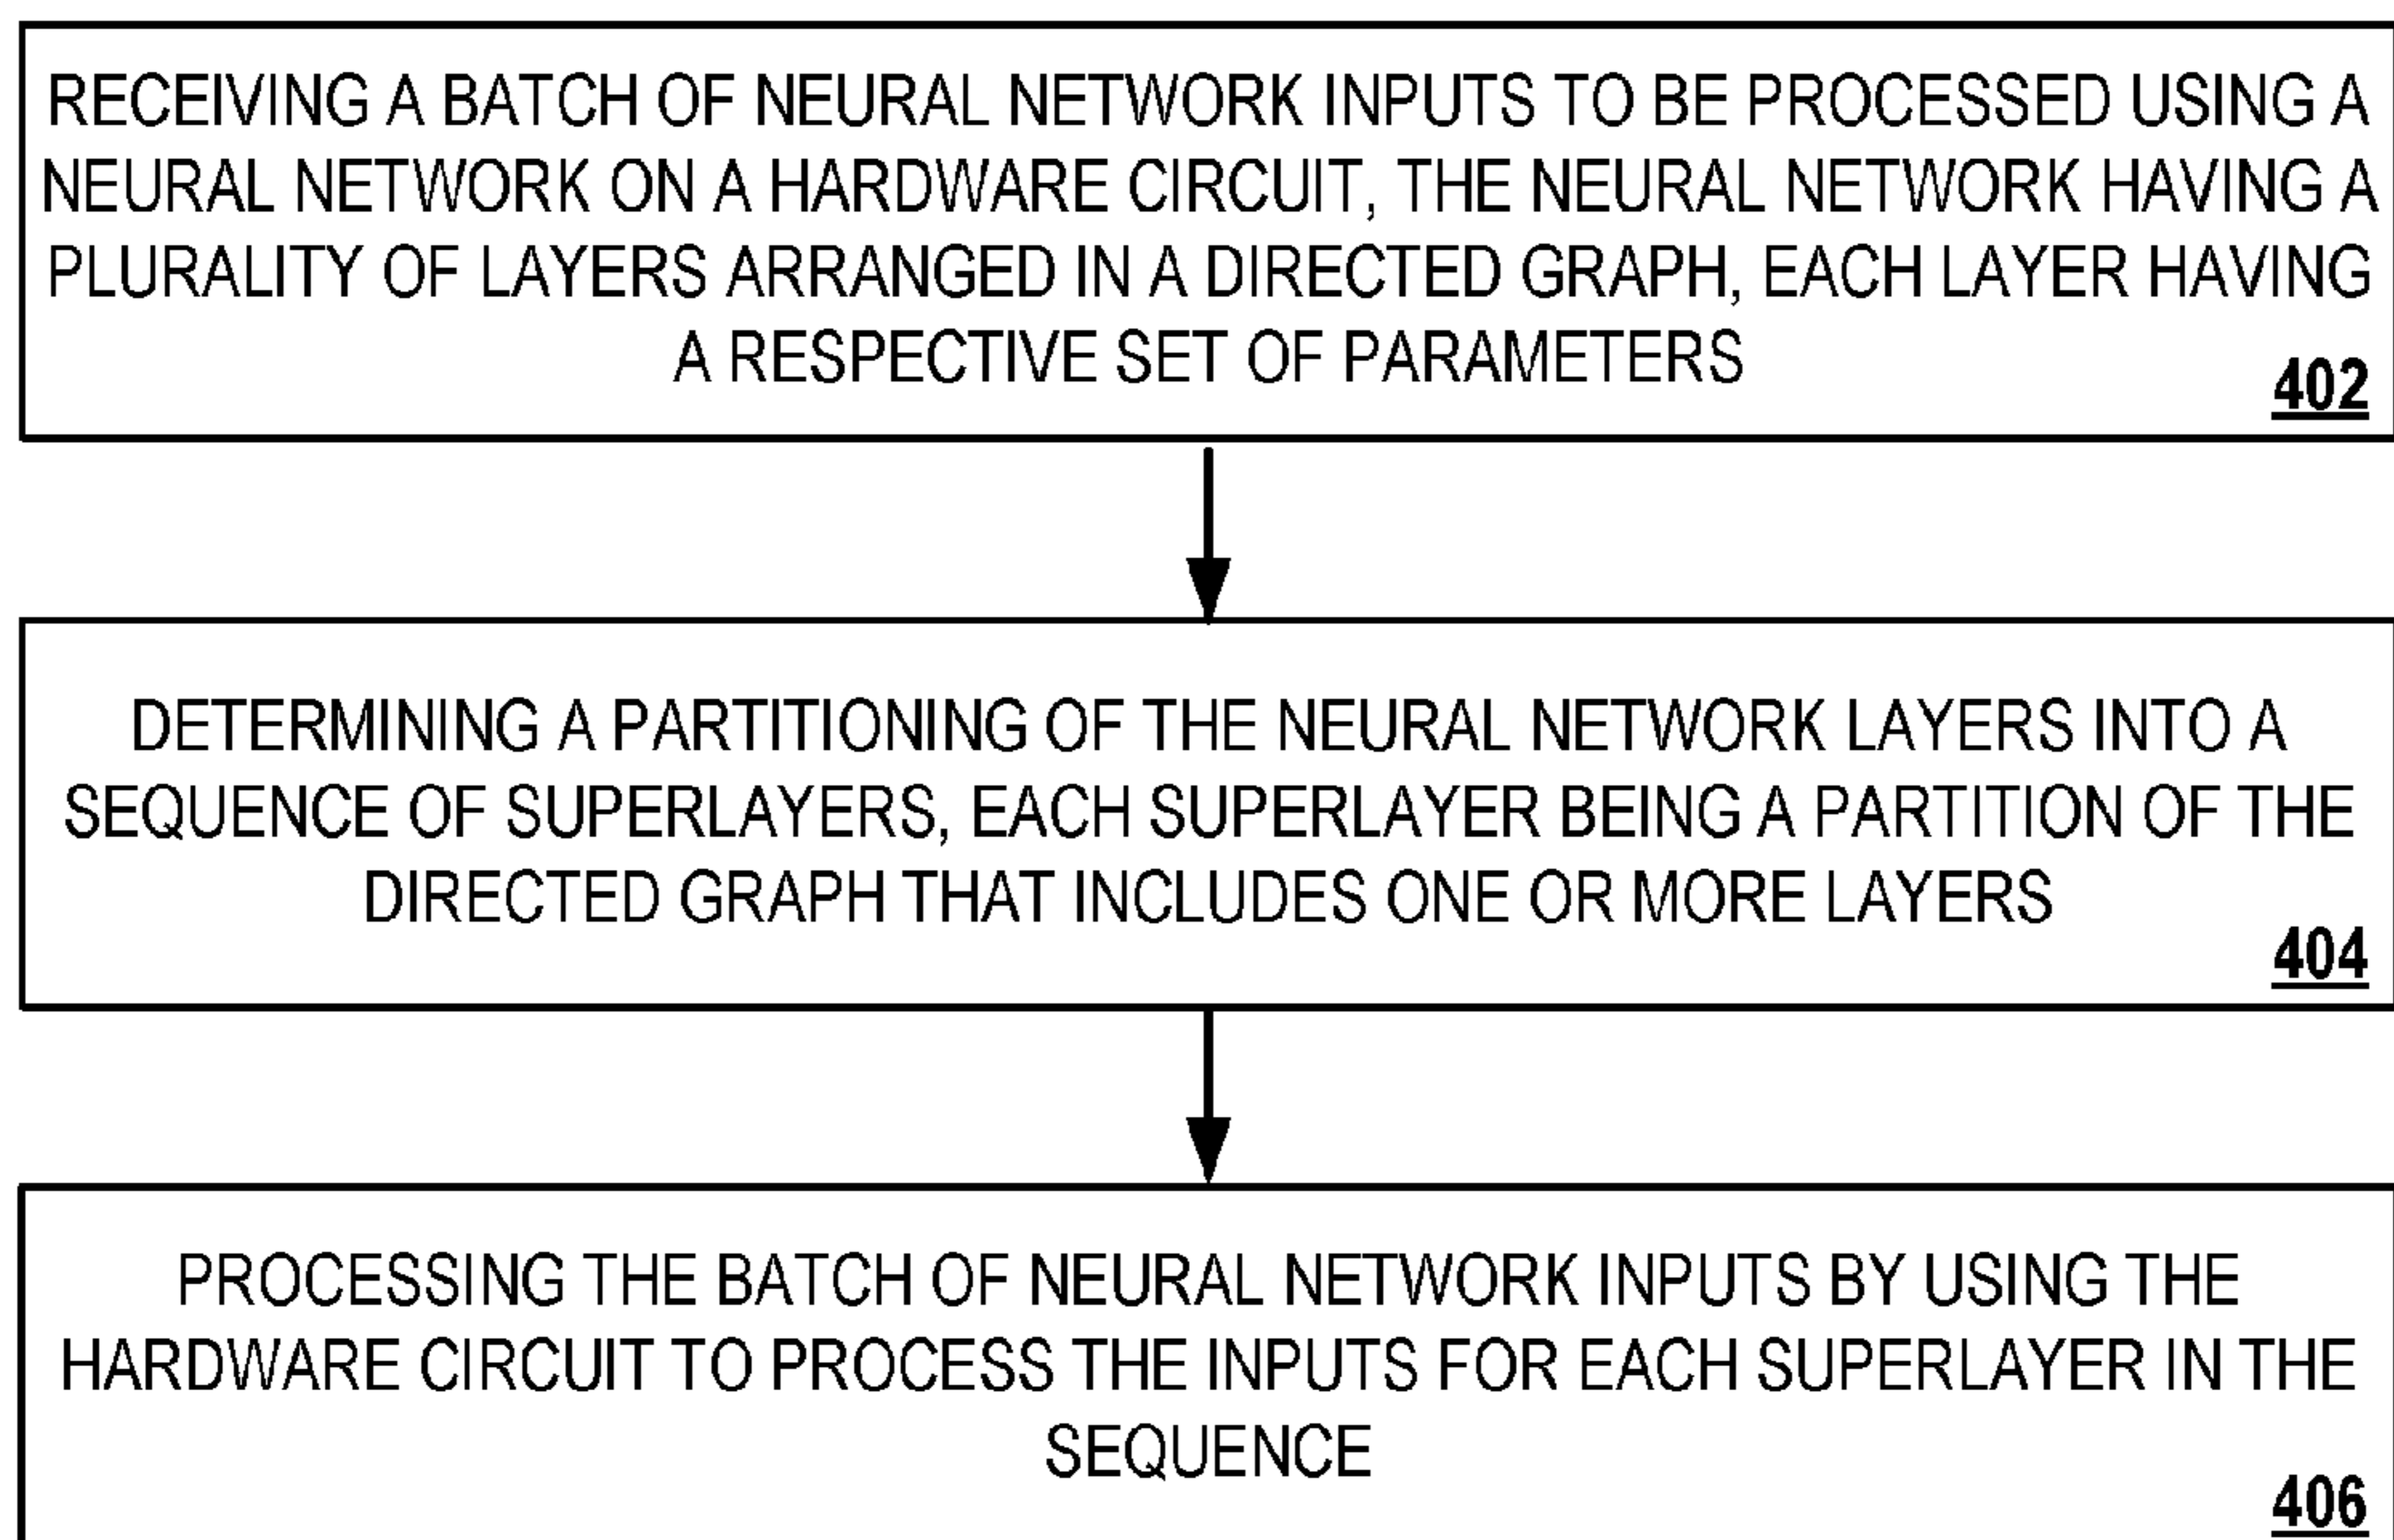 RECEIVING A BATCH OF NEURAL NETWORK INPUTS TO BE PROCESSED USING A
NEURAL NETWORK ON A HARDWARE CIRCUIT, THE NEURAL NETWORK HAVING A
PLURALITY OF LAYERS ARRANGED IN A DIRECTED GRAPH, EACH LAYER HAVING
A RESPECTIVE SET OF PARAMETERS
402
DETERMINING A PARTITIONING OF THE NEURAL NETWORK LAYERS INTO A
SEQUENCE OF SUPERLAYERS, EACH SUPERLAYER BEING A PARTITION OF THE
DIRECTED GRAPH THAT INCLUDES ONE OR MORE LAYERS
404
PROCESSING THE BATCH OF NEURAL NETWORK INPUTS BY USING THE
HARDWARE CIRCUIT TO PROCESS THE INPUTS FOR EACH SUPERLAYER IN THE
SEQUENCE
406